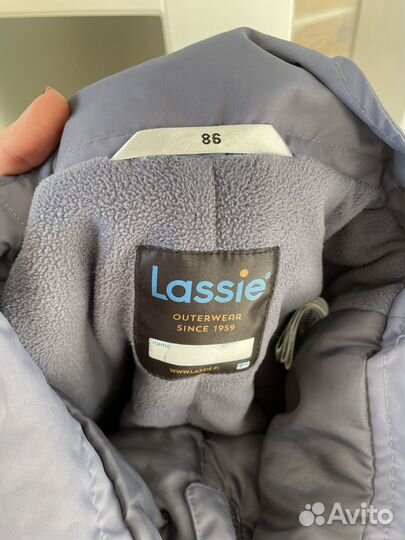 86
Lassie®
OUTERWEAR
SINCE 1959
name
WWW.LASSIE.FI
Avito